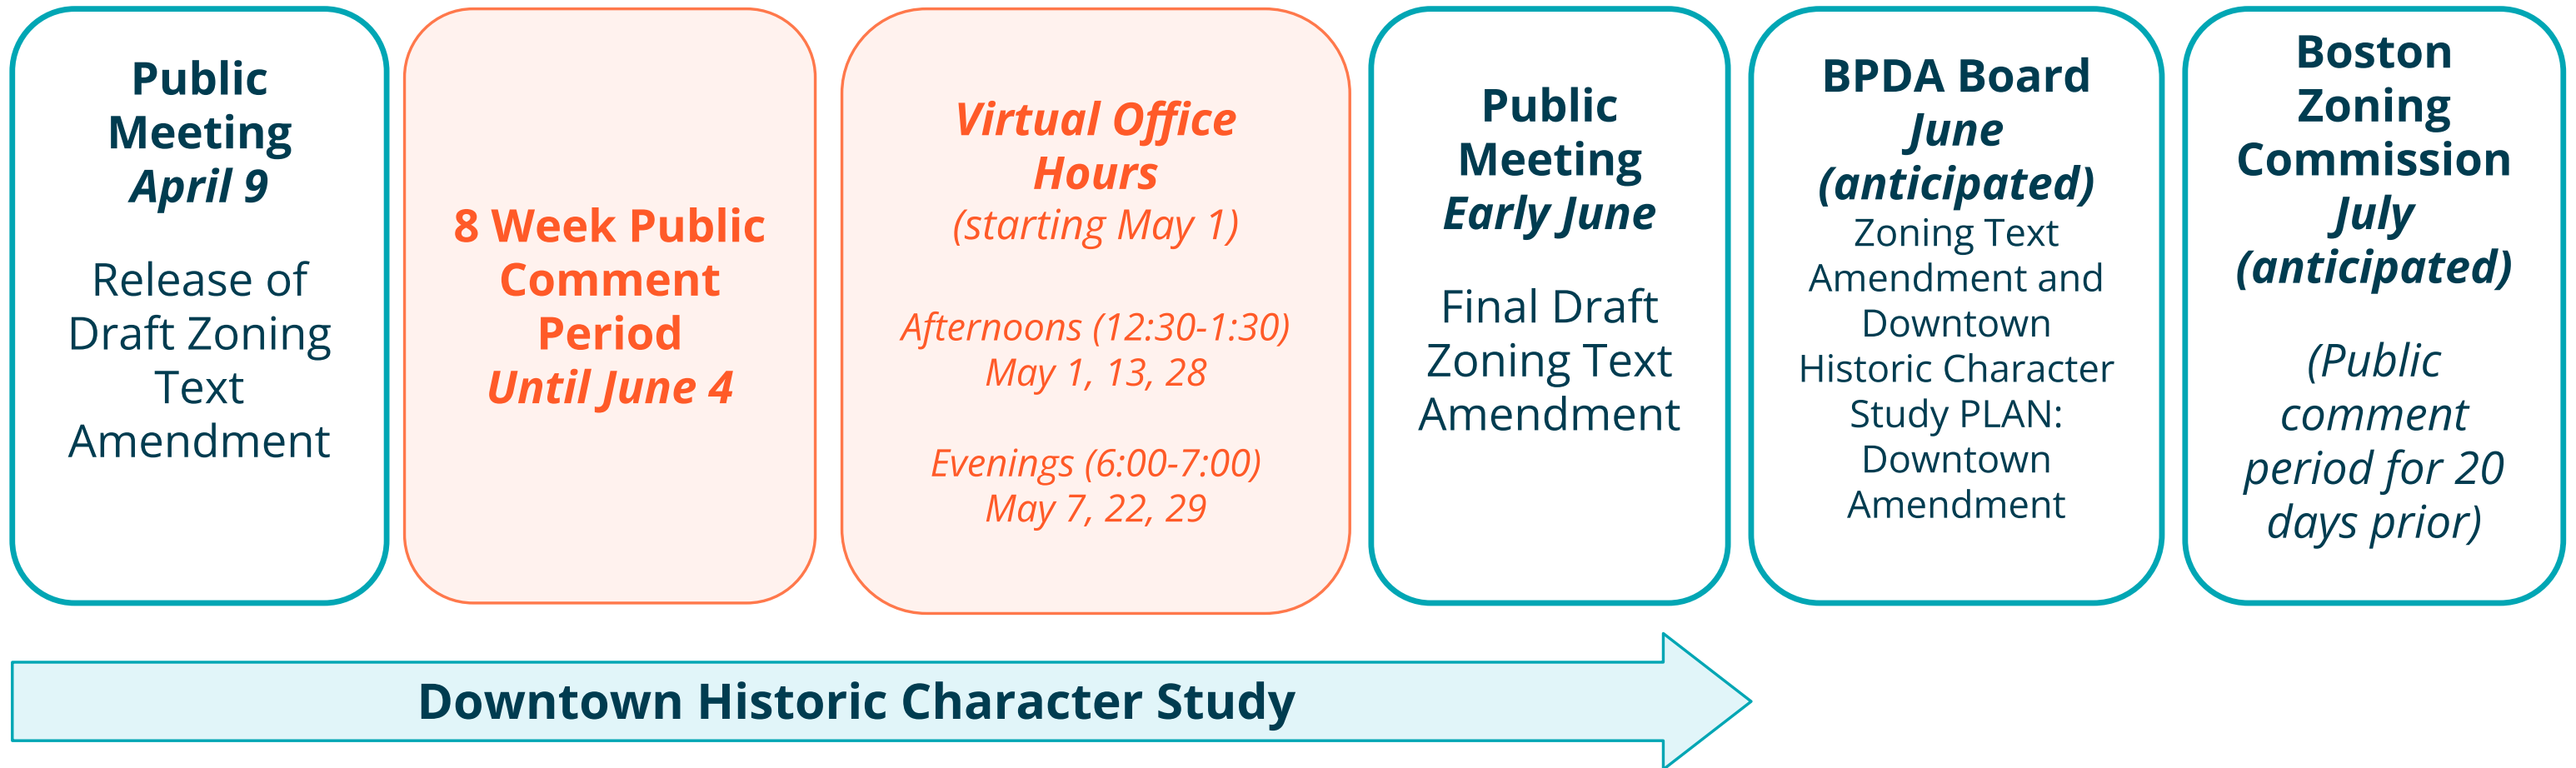 Public
Meeting
April 9
Release of
Draft Zoning
Text
Amendment
8 Week Public
Comment
Period
Until June 4
Virtual Office
Hours
(starting May 1)
Afternoons (12:30-1:30)
May 1, 13, 28
Evenings (6:00-7:00)
May 7, 22, 29
Public
Meeting
Early June
Final Draft
Zoning Text
Amendment
BPDA Board
June
(anticipated)
Zoning Text
Amendment and
Downtown
Historic Character
Study PLAN:
Downtown
Amendment
Boston
Zoning
Commission
July
(anticipated)
(Public
comment
period for 20
days prior)
Downtown Historic Character Study